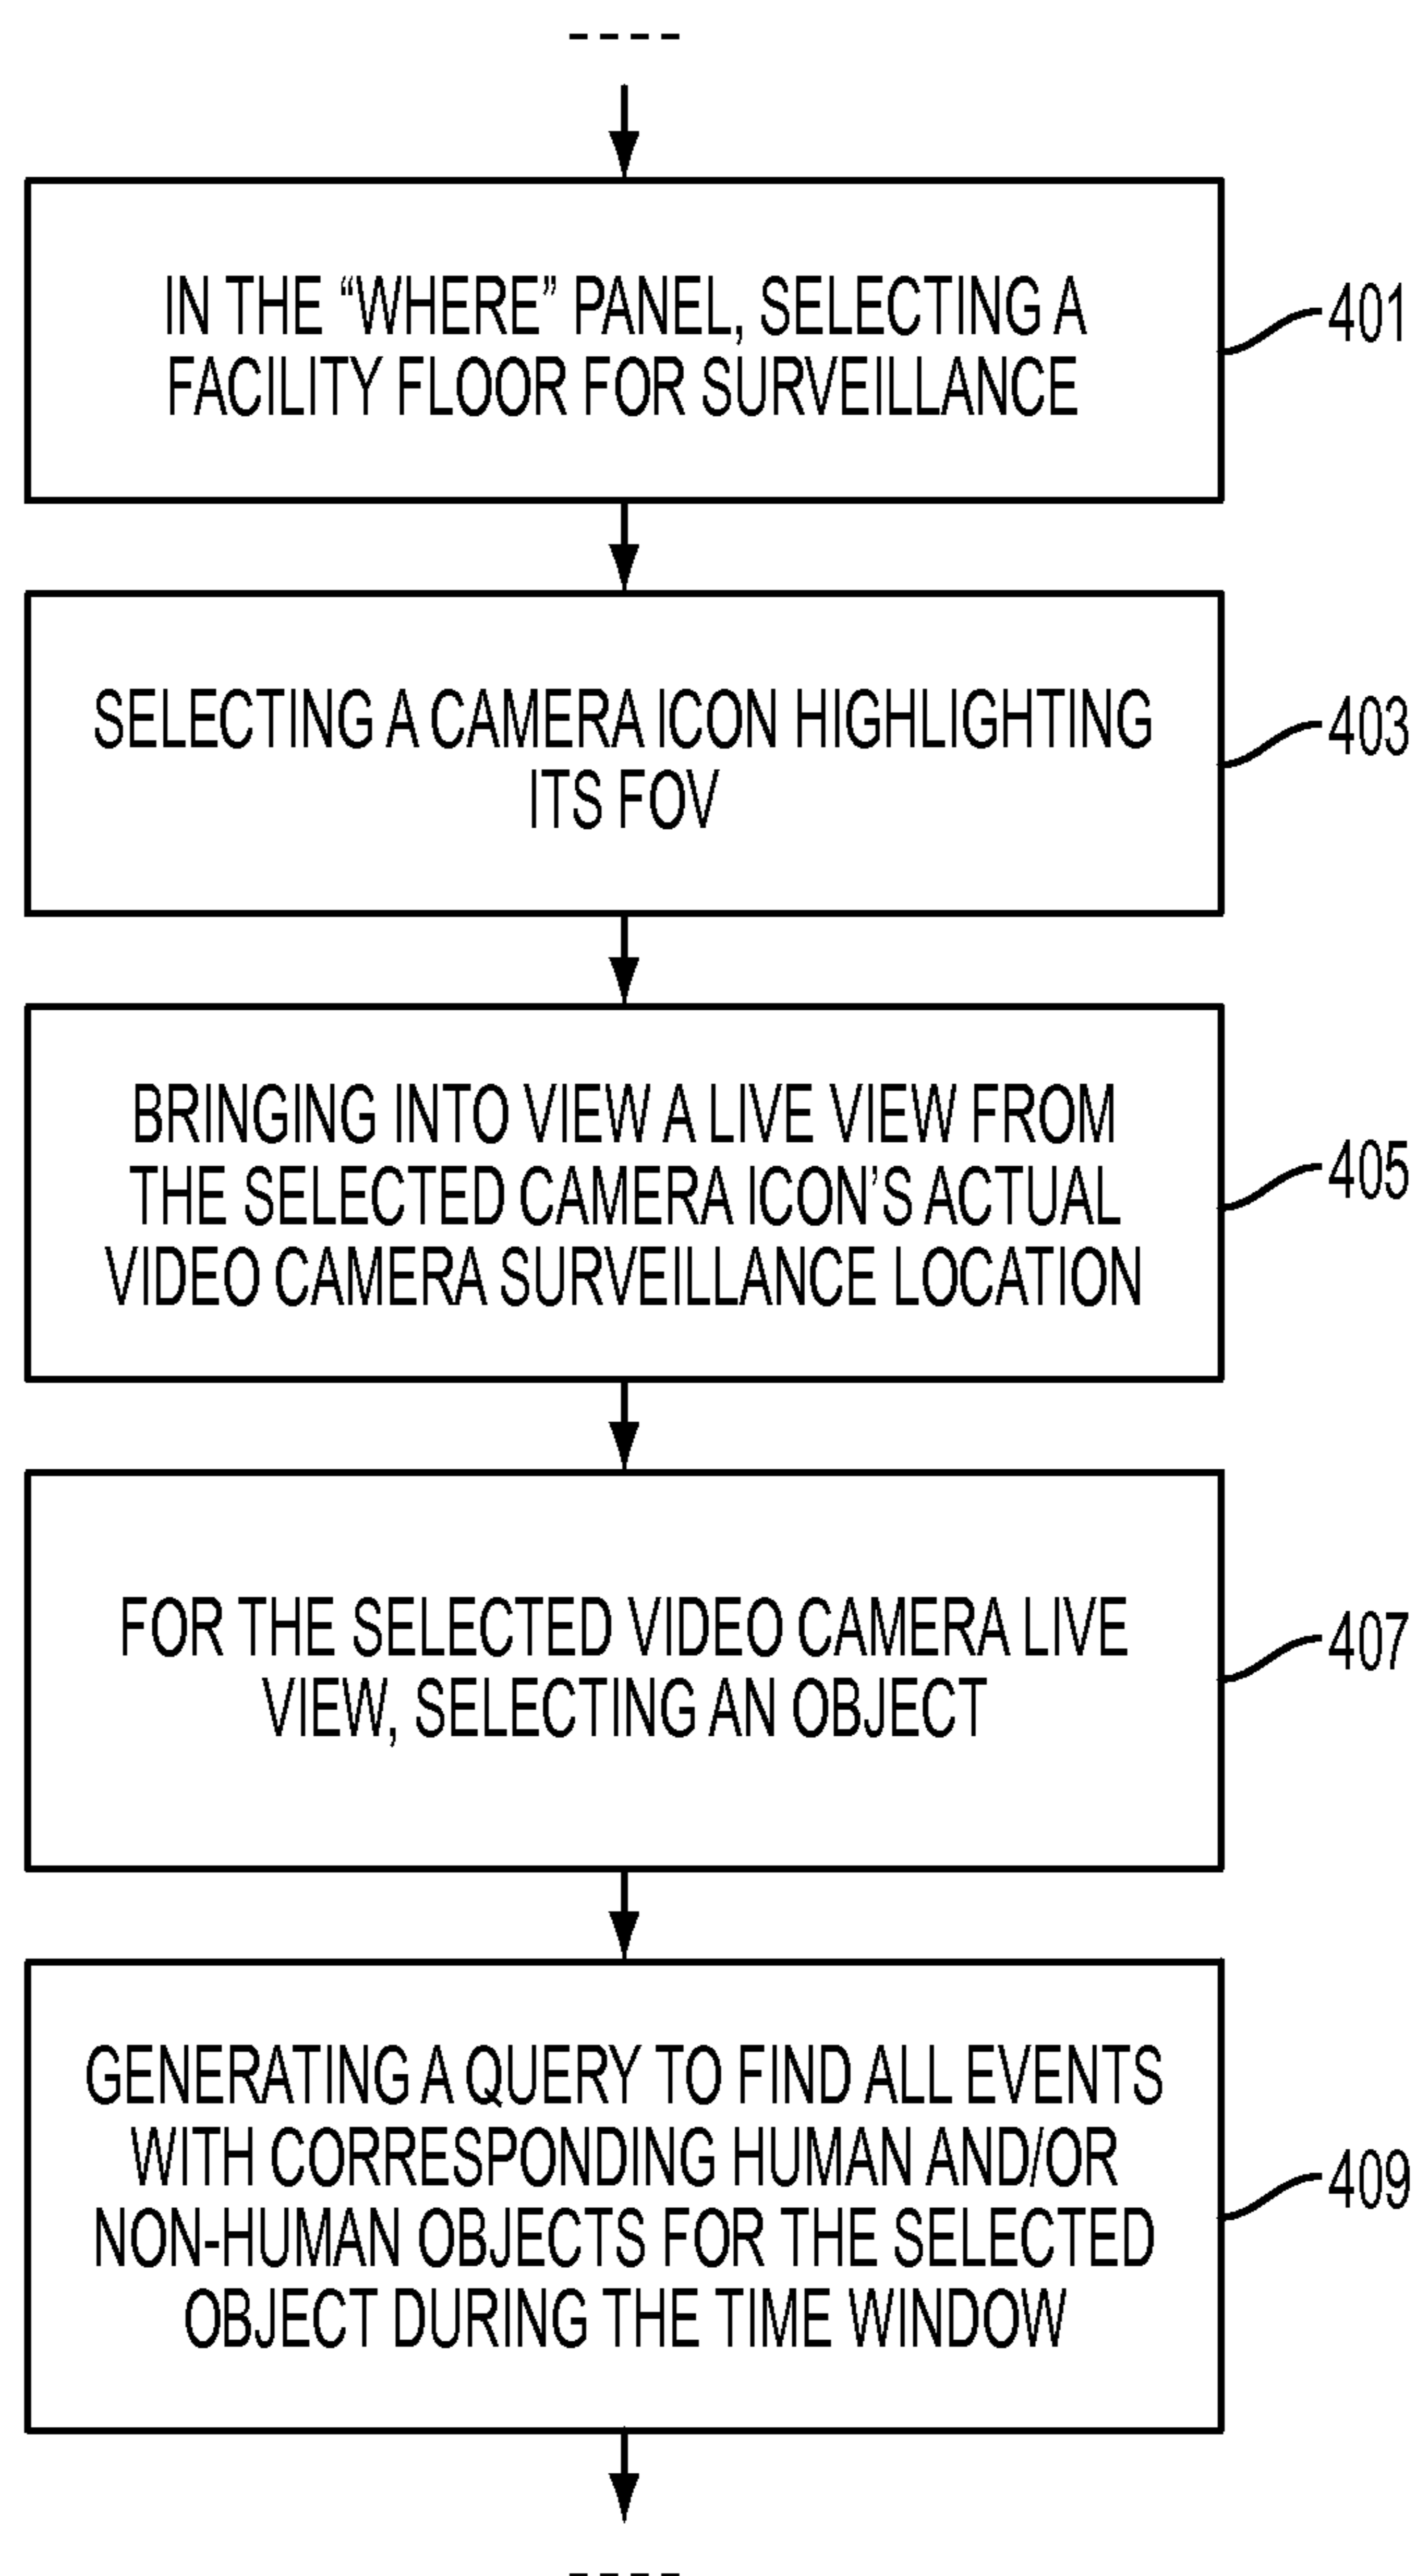 IN THE “WHERE” PANEL, SELECTING A
FACILITY FLOOR FOR SURVEILLANCE
401
SELECTING A CAMERA ICON HIGHLIGHTING
ITS FOV
403
BRINGING INTO VIEW A LIVE VIEW FROM
THE SELECTED CAMERA ICON’S ACTUAL
VIDEO CAMERA SURVEILLANCE LOCATION
405
FOR THE SELECTED VIDEO CAMERA LIVE
VIEW, SELECTING AN OBJECT
407
GENERATING A QUERY TO FIND ALL EVENTS
WITH CORRESPONDING HUMAN AND/OR
NON-HUMAN OBJECTS FOR THE SELECTED
OBJECT DURING THE TIME WINDOW
409